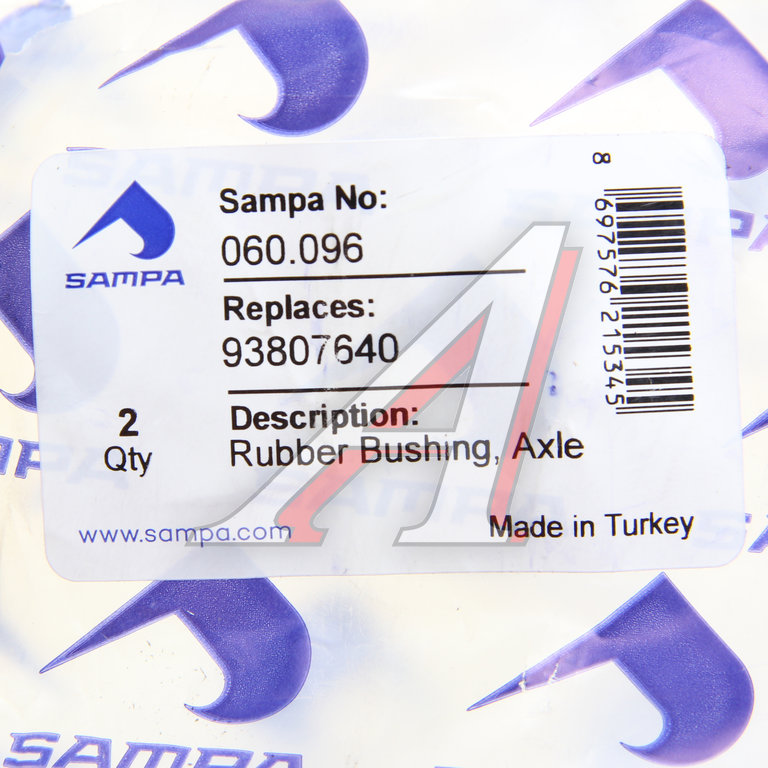 SAMPA
Sampa No:
060.096
Replaces:
93807640
2
Qty
Description:
Rubber Bushing, Axle
www.sampa.com
Made in Turkey
8 697576 215345
SAMPA